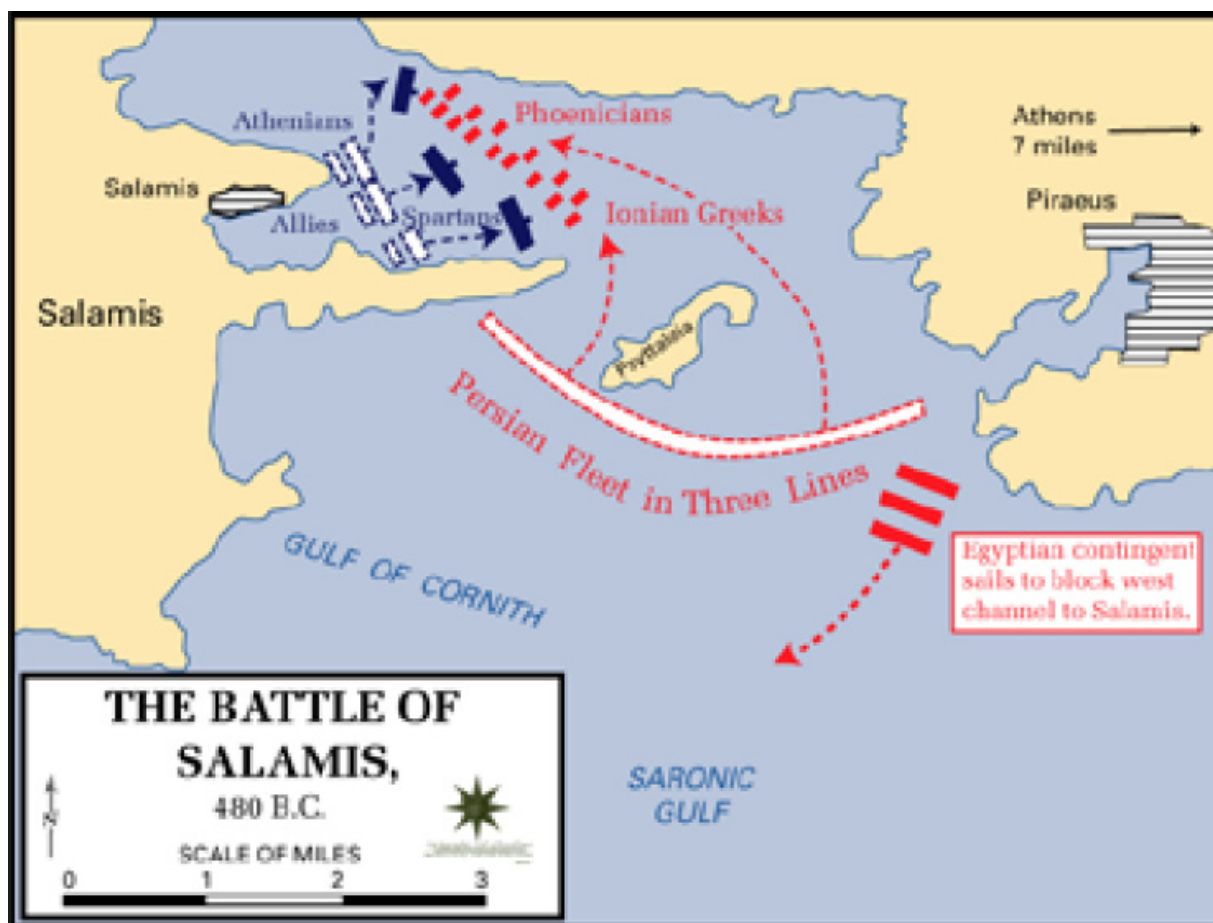 Athenians
Phoenicians
Athons
7 miles
Salamis
Piraeus
Allies
Spartans
Ionian Greeks
Salamis
Psyttaleia
Persian Fleet in Three Lines
GULF OF CORNITH
Egyptian contingent
sails to block west
channel to Salamis.
THE BATTLE OF
SALAMIS,
480 B.C.
N
SCALE OF MILES
0 1 2 3
SARONIC
GULF